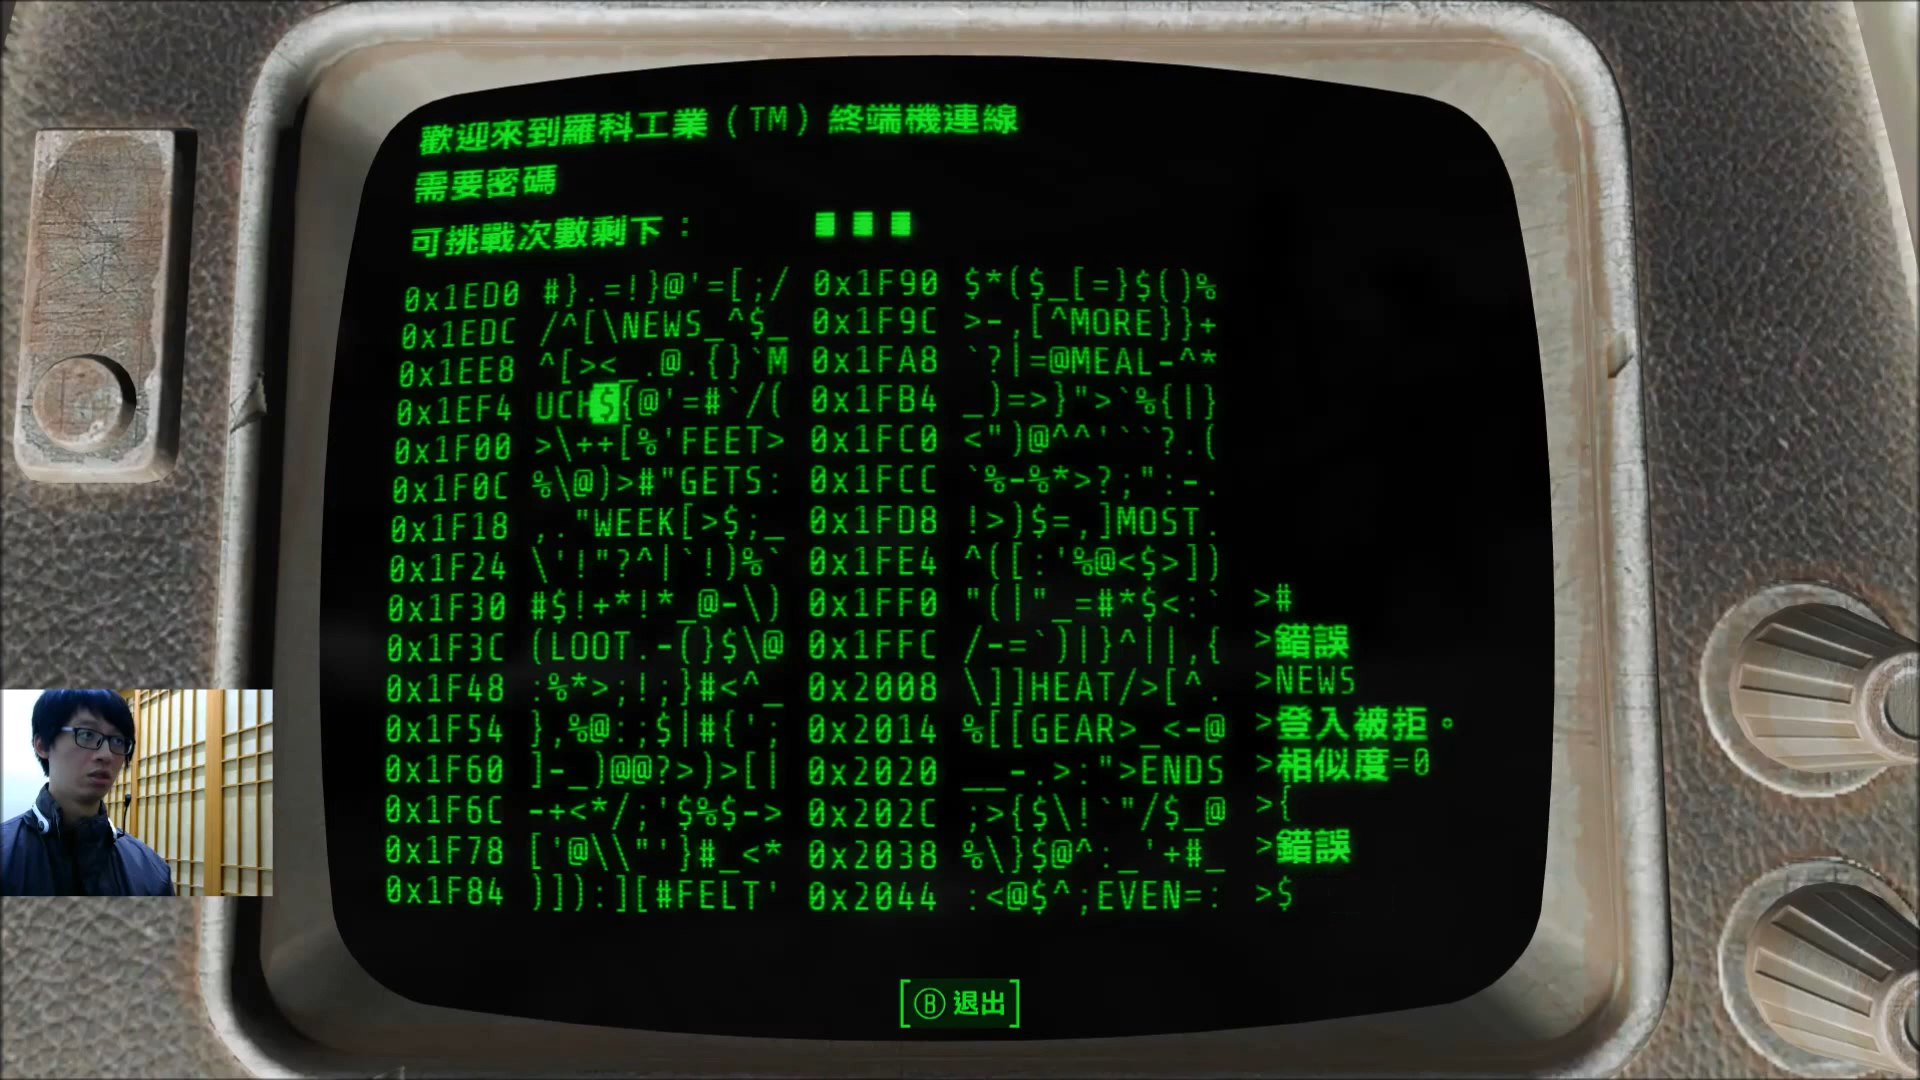 歡迎來到羅科工業（TM）終端機連線
需要密碼
可挑戰次數剩下：
0x1ED0 #}.=!}@'=[;/ 0x1F90 $*($_[=}$()%
0x1EDC /^[\NEWS_^$_ 0x1F9C >-,[^MORE}}+
0x1EE8 ^[><_.@.{}`M 0x1FA8 `?|=@MEAL-^*
0x1EF4 UCH${@'=#`/( 0x1FB4 _)=>}">`%{|}
0x1F00 >\++[%'FEET> 0x1FC0 <")@^^'``?.(
0x1F0C %\@)>#"GETS: 0x1FCC `%-%*>?;":-.
0x1F18 ,."WEEK[>$;_ 0x1FD8 !>)$=,]MOST.
0x1F24 \'!"?^|`!)%` 0x1FE4 ^([:'%@<$>])
0x1F30 #$!+*!*_@-\) 0x1FF0 "(|"_=#*$<:` >#
0x1F3C (LOOT.-(}$\@ 0x1FFC /-=`)|}^||,{ >錯誤
0x1F48 :%*>;!;}#<^_ 0x2008 \]]HEAT/>[^. >NEWS
0x1F54 },%@:;$|#{'; 0x2014 %[[GEAR>_<-@ >登入被拒。
0x1F60 ]-_)@@?>)>[| 0x2020 __-.>:">ENDS >相似度=0
0x1F6C -+<*/;'$%$-> 0x202C ;>{$\!`"/$_@ >{
0x1F78 ['@\\"'}#_<* 0x2038 %\}$@^:_'+#_ >錯誤
0x1F84 )]):][#FELT' 0x2044 :<@$^;EVEN=: >$
[Ⓑ 退出]